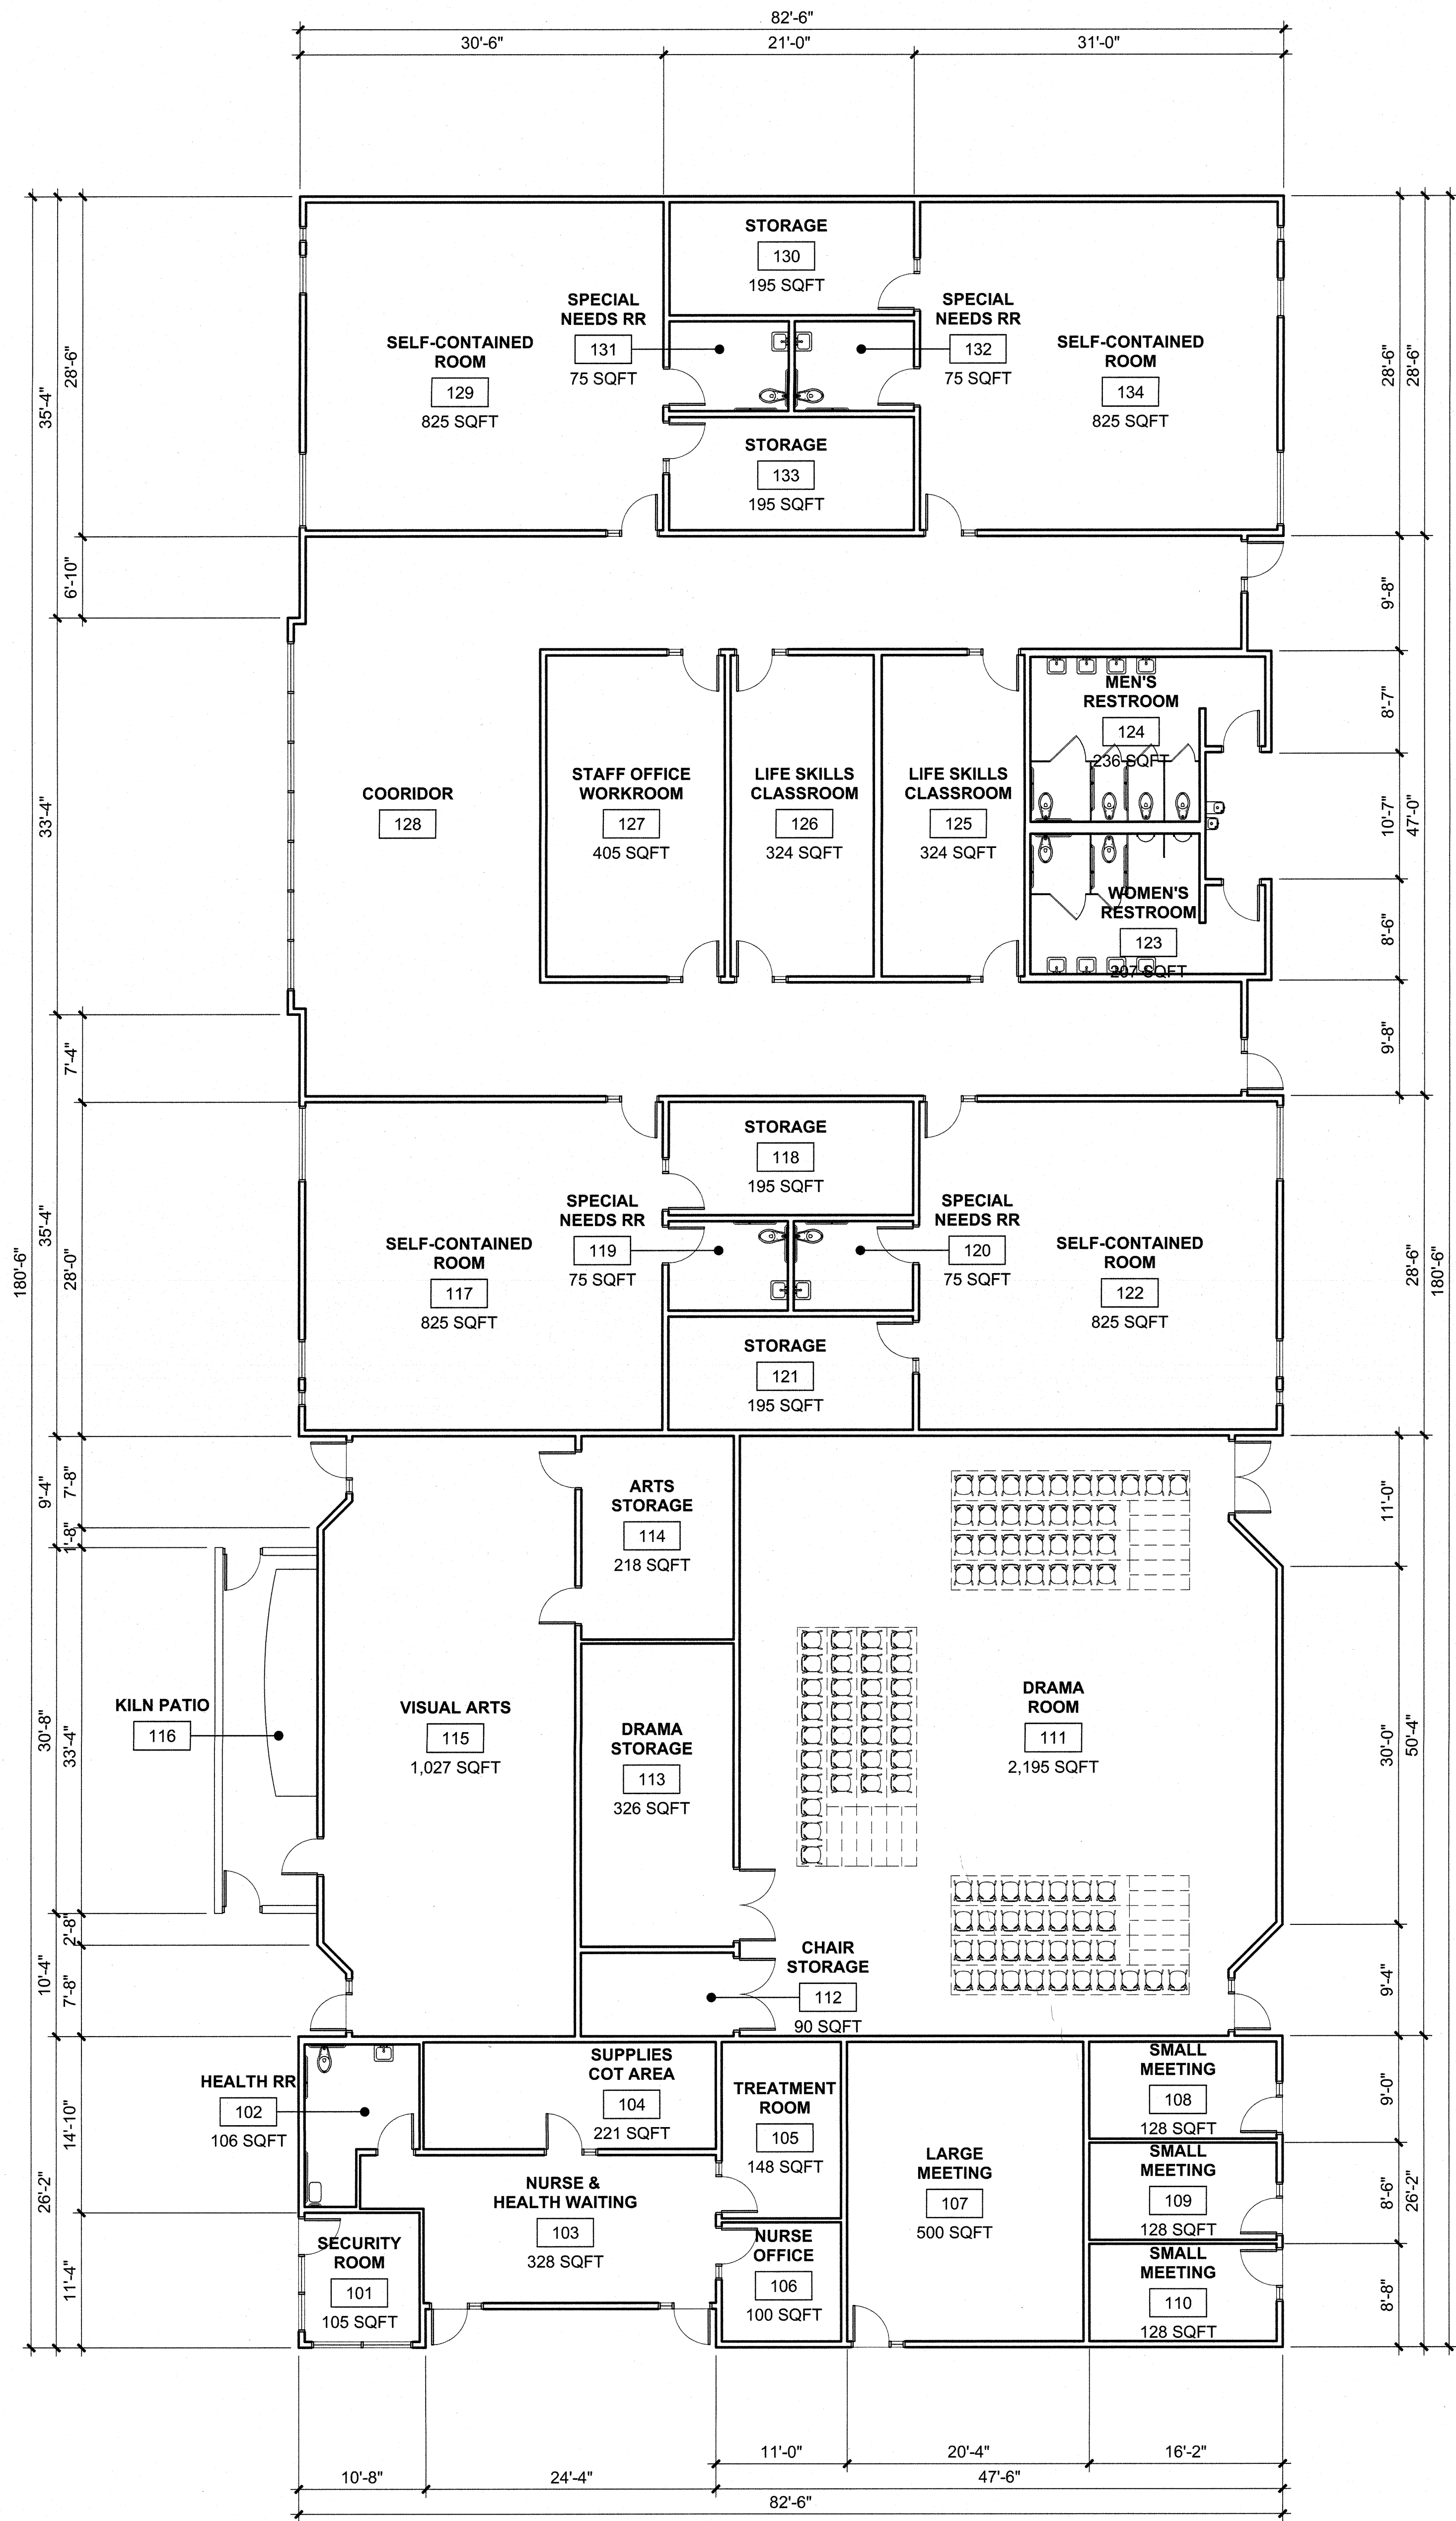 82'-6"
30'-6"
21'-0"
31'-0"
STORAGE
130
195 SQFT
SPECIAL
NEEDS RR
131
75 SQFT
SPECIAL
NEEDS RR
132
75 SQFT
SELF-CONTAINED
ROOM
129
825 SQFT
SELF-CONTAINED
ROOM
134
825 SQFT
STORAGE
133
195 SQFT
28'-6"
35'-4"
6'-10"
28'-6"
28'-6"
9'-8"
MEN'S
RESTROOM
124
236 SQFT
8'-7"
COORIDOR
128
STAFF OFFICE
WORKROOM
127
405 SQFT
LIFE SKILLS
CLASSROOM
126
324 SQFT
LIFE SKILLS
CLASSROOM
125
324 SQFT
33'-4"
10'-7"
47'-0"
WOMEN'S
RESTROOM
123
207 SQFT
8'-6"
7'-4"
9'-8"
STORAGE
118
195 SQFT
SPECIAL
NEEDS RR
119
75 SQFT
SPECIAL
NEEDS RR
120
75 SQFT
SELF-CONTAINED
ROOM
117
825 SQFT
SELF-CONTAINED
ROOM
122
825 SQFT
STORAGE
121
195 SQFT
180'-6"
35'-4"
28'-0"
28'-6"
180'-6"
9'-4"
7'-8"
1'-8"
11'-0"
ARTS
STORAGE
114
218 SQFT
KILN PATIO
116
VISUAL ARTS
115
1,027 SQFT
DRAMA
STORAGE
113
326 SQFT
DRAMA
ROOM
111
2,195 SQFT
30'-8"
33'-4"
30'-0"
50'-4"
2'-8"
10'-4"
7'-8"
9'-4"
CHAIR
STORAGE
112
90 SQFT
HEALTH RR
102
106 SQFT
SUPPLIES
COT AREA
104
221 SQFT
TREATMENT
ROOM
105
148 SQFT
SMALL
MEETING
108
128 SQFT
14'-10"
9'-0"
LARGE
MEETING
107
500 SQFT
SMALL
MEETING
109
128 SQFT
NURSE &
HEALTH WAITING
103
328 SQFT
26'-2"
8'-6"
26'-2"
SECURITY
ROOM
101
105 SQFT
NURSE
OFFICE
106
100 SQFT
SMALL
MEETING
110
128 SQFT
11'-4"
8'-8"
11'-0"
20'-4"
16'-2"
10'-8"
24'-4"
47'-6"
82'-6"